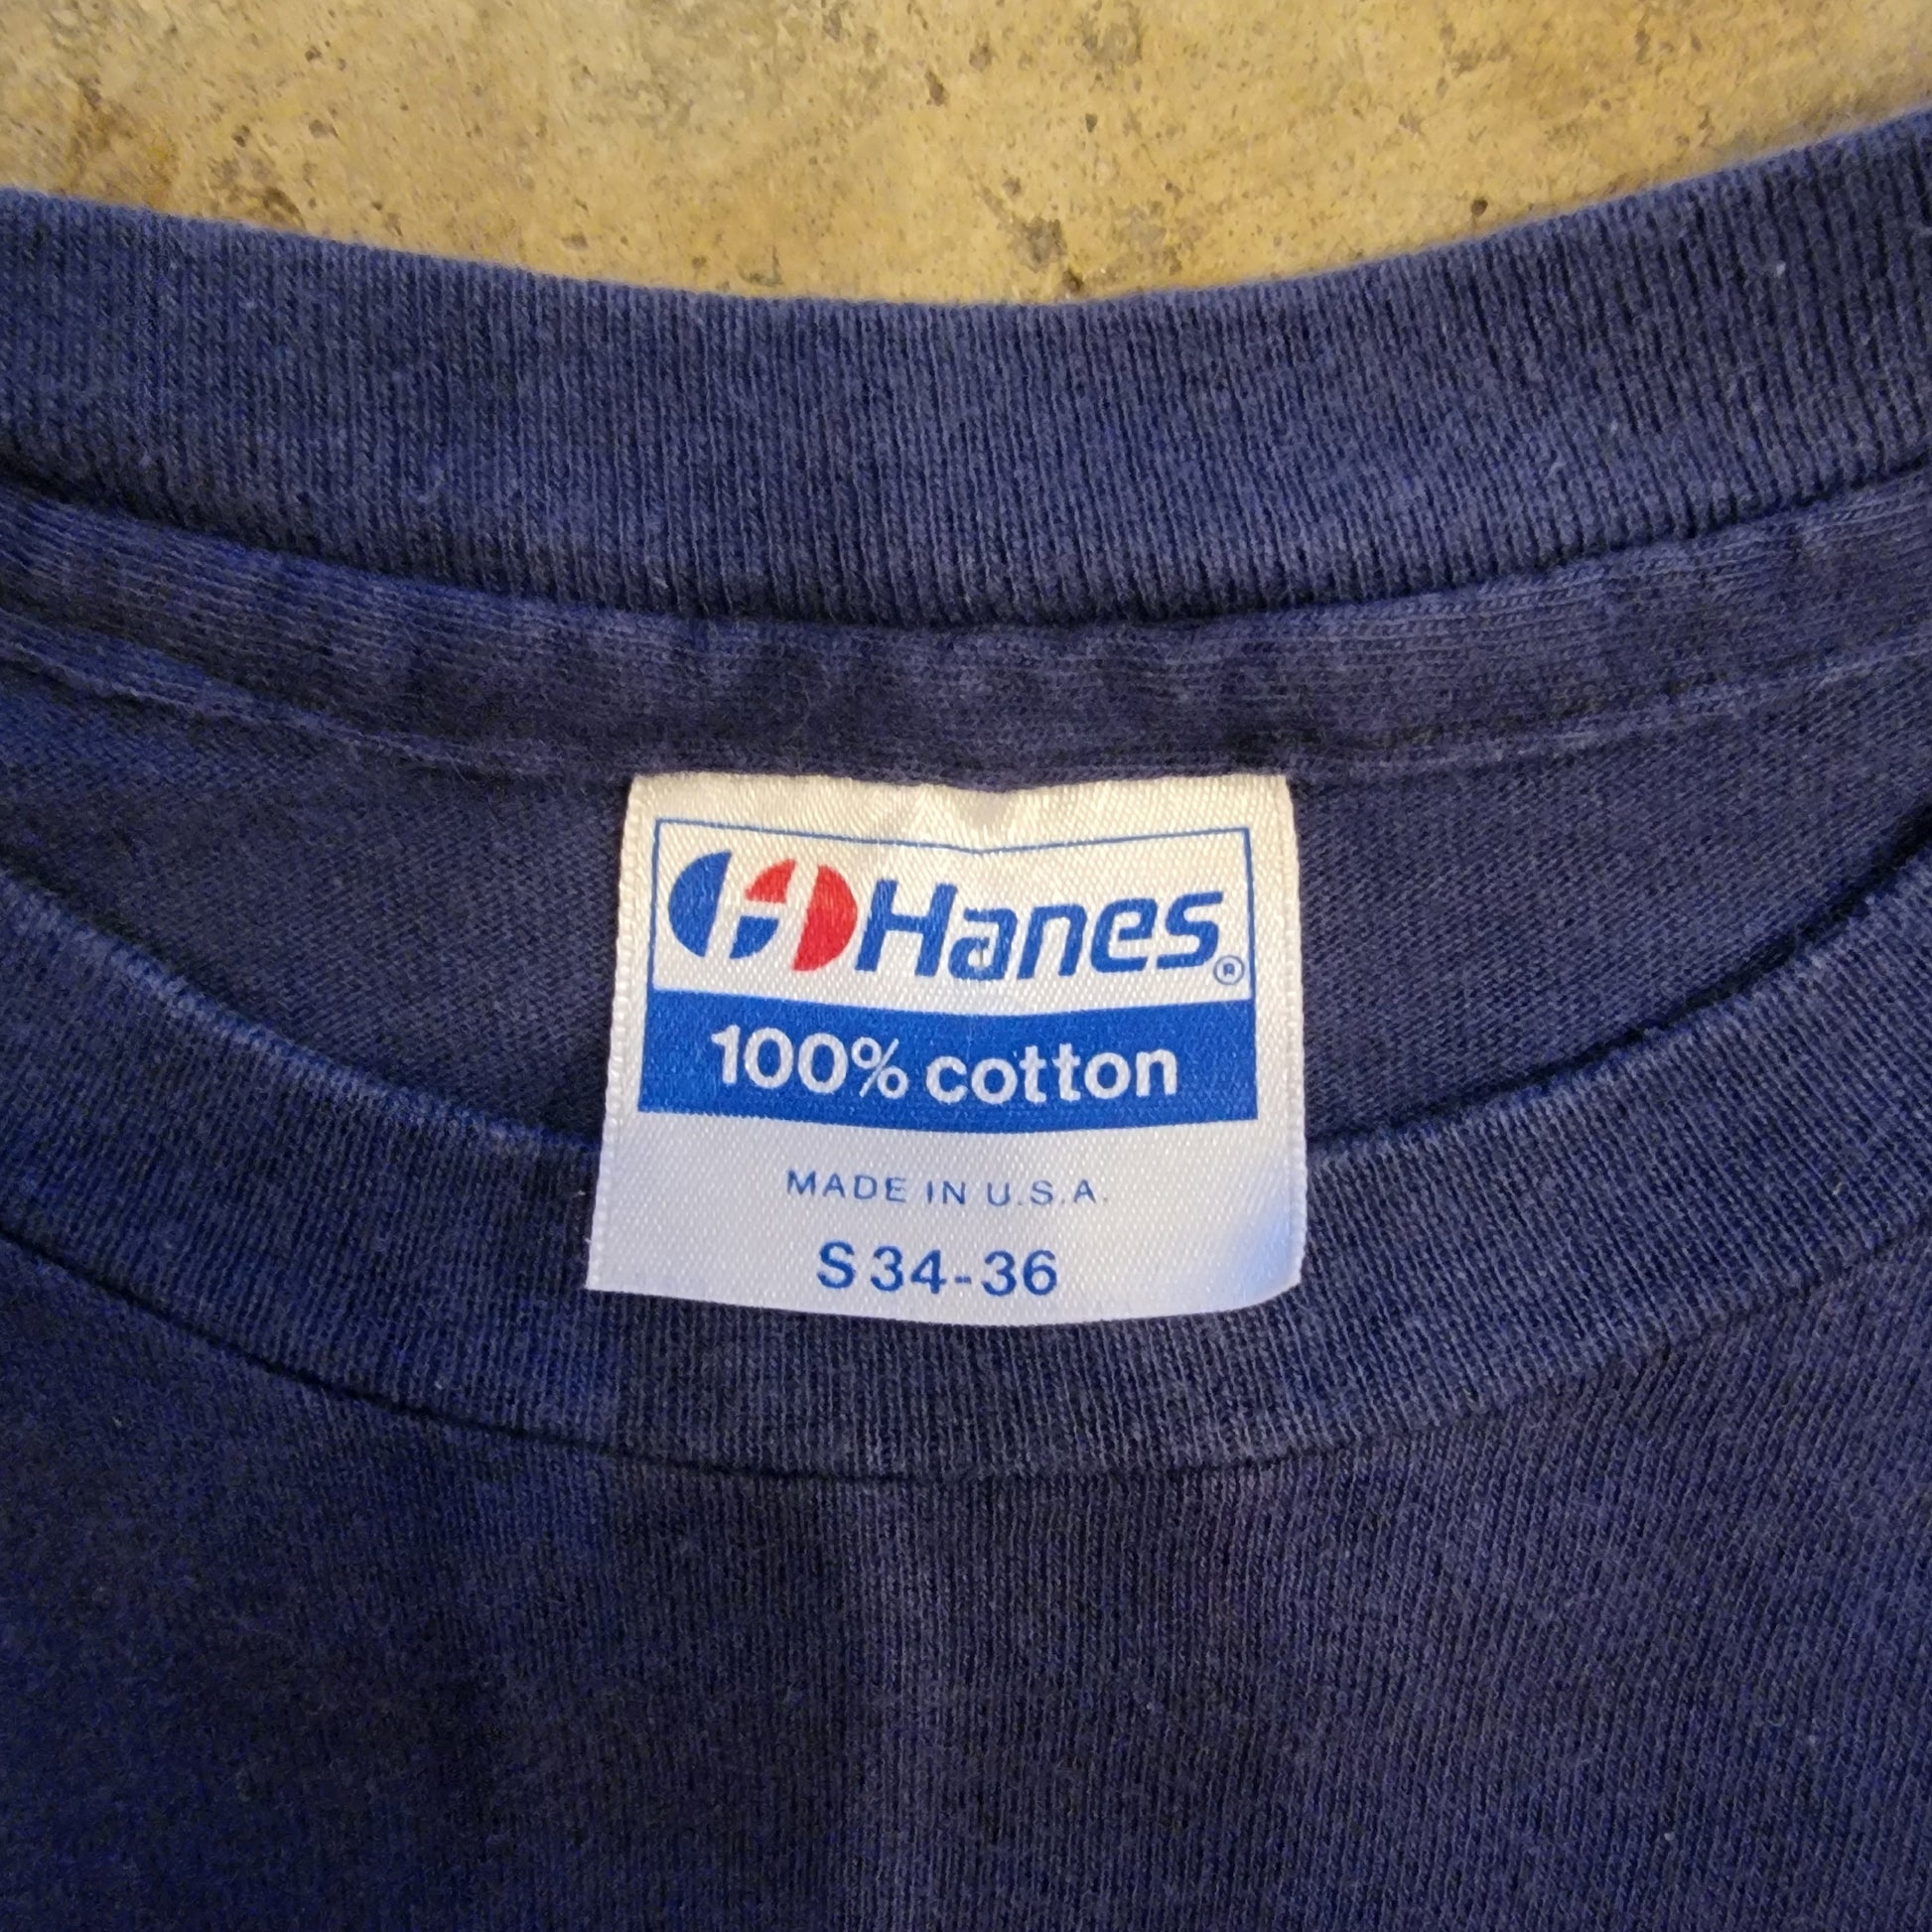 Hanes®
100% cotton
MADE IN U.S.A.
S 34-36